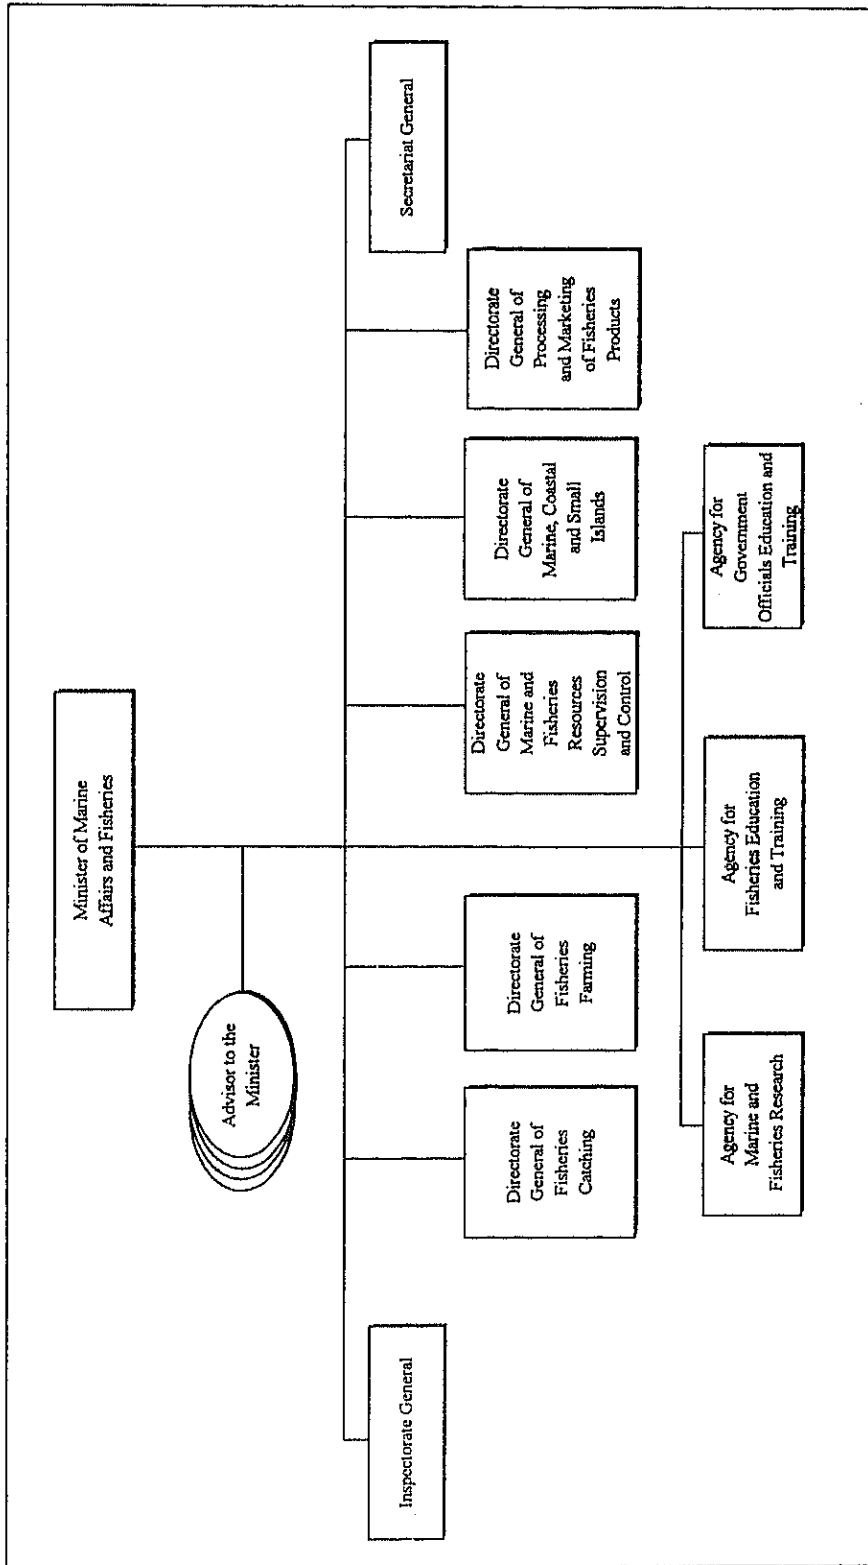 Minister of Marine
Affairs and Fisheries
Advisor to the
Minister
Inspectorate General
Secretariat General
Directorate
General of
Fisheries
Catching
Directorate
General of
Fisheries
Farming
Directorate
General of
Marine and
Fisheries
Resources
Supervision
and Control
Directorate
General of
Marine, Coastal
and Small
Islands
Directorate
General of
Processing
and Marketing
of Fisheries
Products
Agency for
Marine and
Fisheries Research
Agency for
Fisheries Education
and Training
Agency for
Government
Officials Education and
Training